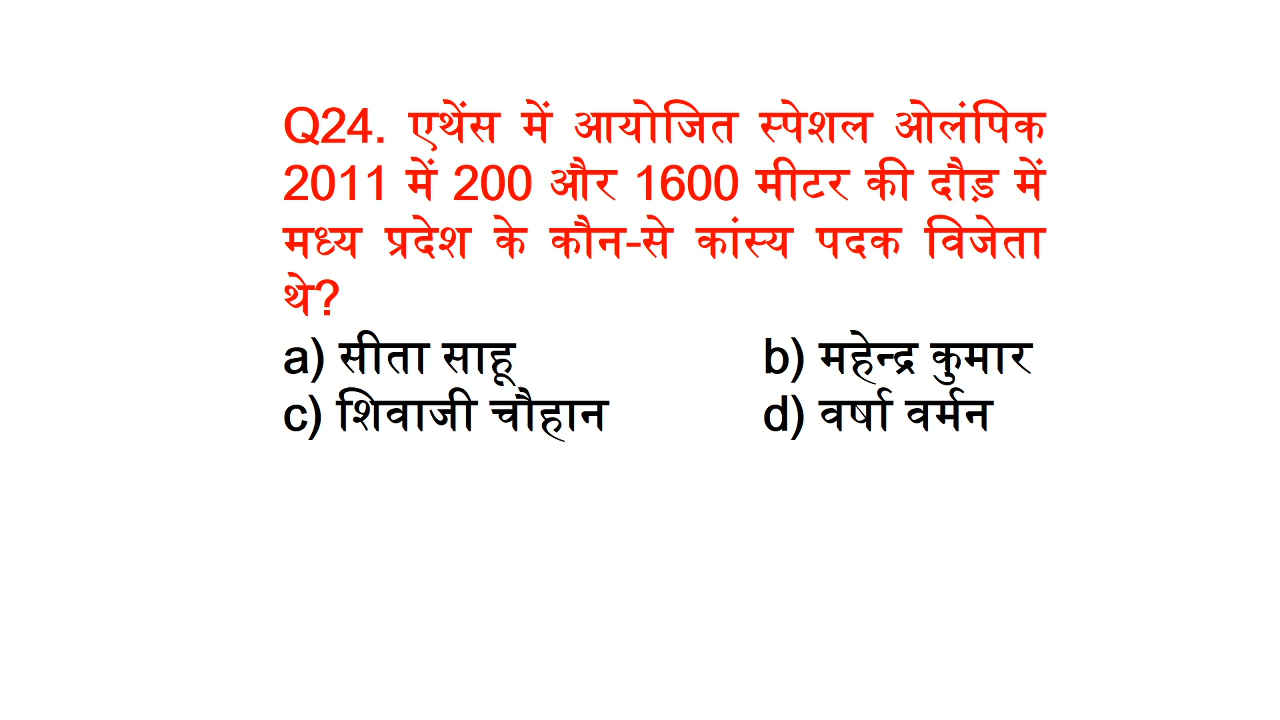 Q24. एथेंस में आयोजित स्पेशल ओलंपिक
2011 में 200 और 1600 मीटर की दौड़ में
मध्य प्रदेश के कौन-से कांस्य पदक विजेता
थे?
a) सीता साहू b) महेन्द्र कुमार
c) शिवाजी चौहान d) वर्षा वर्मन